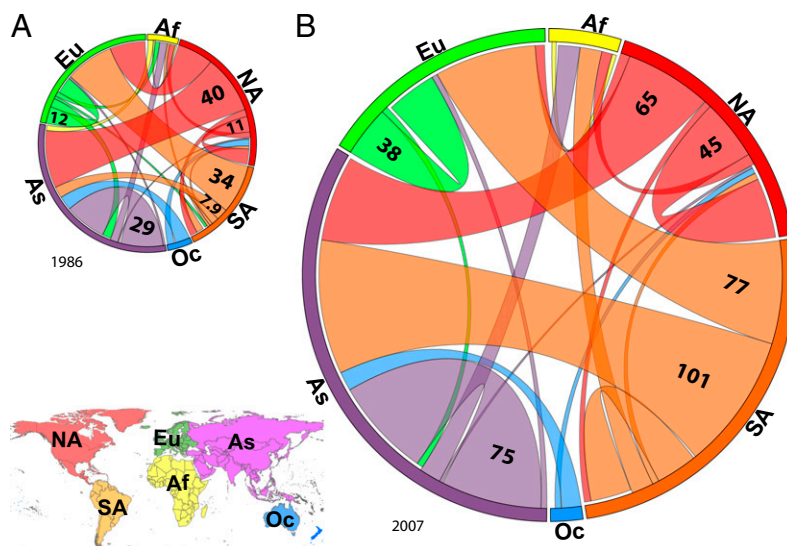 A
Af
Eu
NA
40
11
12
34
7.9
SA
29
As
Oc
1986
B
Af
Eu
NA
65
45
38
77
101
SA
As
75
Oc
2007
NA
Eu
As
Af
SA
Oc